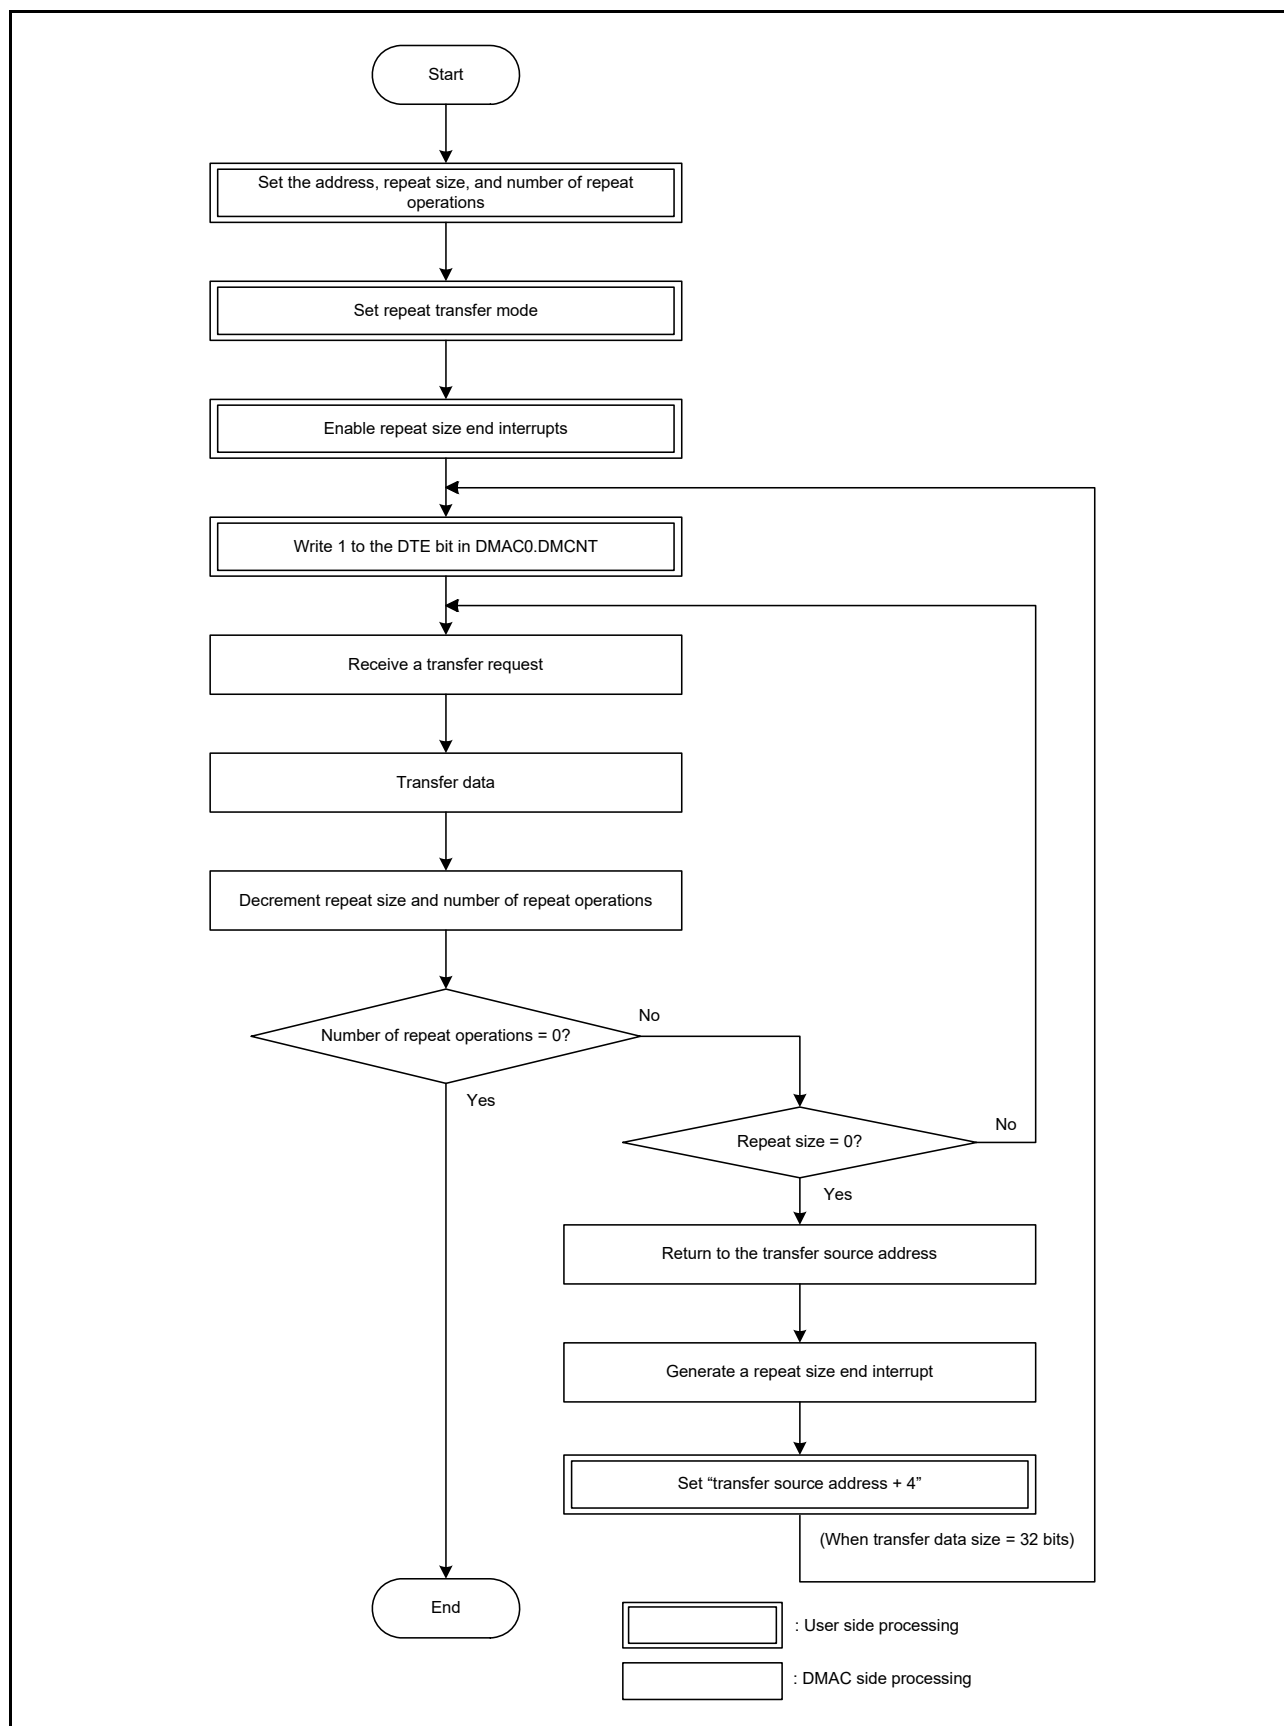 Start
Set the address, repeat size, and number of repeat
operations
Set repeat transfer mode
Enable repeat size end interrupts
Write 1 to the DTE bit in DMAC0.DMCNT
Receive a transfer request
Transfer data
Decrement repeat size and number of repeat operations
Number of repeat operations = 0?
No
Yes
Repeat size = 0?
No
Yes
Return to the transfer source address
Generate a repeat size end interrupt
Set “transfer source address + 4”
(When transfer data size = 32 bits)
End
: User side processing
: DMAC side processing